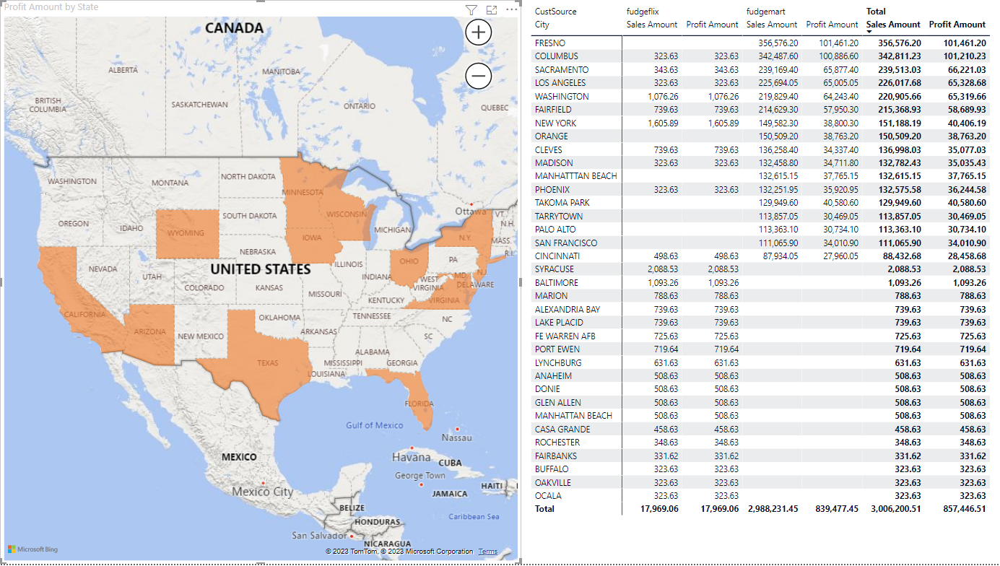 Profit Amount by State
CANADA
ALBERTA
MANITOBA
BRITISH
COLUMBIA
SASKATCHEWAN
ONTARIO
QUEBEC
WASHINGTON
MONTANA
NORTH DAKOTA
MINNESOTA
Ottawa
OREGON
IDAHO
WYOMING
SOUTH DAKOTA
WISCONSIN
MICHIGAN
VT.
N.H.
N.Y.
MASS.
R.I.
IOWA
NEBRASKA
NEVADA
UTAH
UNITED STATES
ILLINOIS
INDIANA
OHIO
PA
N.J.
MD
DELAWARE
COLORADO
KANSAS
MISSOURI
WEST
VIRGINIA
KENTUCKY
VIRGINIA
CALIFORNIA
ARIZONA
NEW MEXICO
OKLAHOMA
TENNESSEE
NC
ARKANSAS
SC
TEXAS
MISSISSIPPI
ALABAMA
GEORGIA
LOUISIANA
FLORIDA
Gulf of Mexico
Nassau
MEXICO
Havana
CUBA
George Town
Mexico City
HAITI
JAMAICA
BELIZE
Caribbean Sea
HONDURAS
San Salvador
NICARAGUA
Microsoft Bing
© 2023 TomTom, © 2023 Microsoft Corporation Terms
CustSource fudgeflix fudgemart Total
City Sales Amount Profit Amount Sales Amount Profit Amount Sales Amount Profit Amount
FRESNO 356,576.20 101,461.20 356,576.20 101,461.20
COLUMBUS 323.63 323.63 342,487.60 100,886.60 342,811.23 101,210.23
SACRAMENTO 343.63 343.63 239,169.40 65,877.40 239,513.03 66,221.03
LOS ANGELES 323.63 323.63 225,694.05 65,005.05 226,017.68 65,328.68
WASHINGTON 1,076.26 1,076.26 219,829.40 64,243.40 220,905.66 65,319.66
FAIRFIELD 739.63 739.63 214,629.30 57,950.30 215,368.93 58,689.93
NEW YORK 1,605.89 1,605.89 149,582.30 38,800.30 151,188.19 40,406.19
ORANGE 150,509.20 38,763.20 150,509.20 38,763.20
CLEVES 739.63 739.63 136,258.40 34,337.40 136,998.03 35,077.03
MADISON 323.63 323.63 132,458.80 34,711.80 132,782.43 35,035.43
MANHATTTAN BEACH 132,615.15 37,765.15 132,615.15 37,765.15
PHOENIX 323.63 323.63 132,251.95 35,920.95 132,575.58 36,244.58
TAKOMA PARK 129,949.60 40,580.60 129,949.60 40,580.60
TARRYTOWN 113,857.05 30,469.05 113,857.05 30,469.05
PALO ALTO 113,363.10 30,734.10 113,363.10 30,734.10
SAN FRANCISCO 111,065.90 34,010.90 111,065.90 34,010.90
CINCINNATI 498.63 498.63 87,934.05 27,960.05 88,432.68 28,458.68
SYRACUSE 2,088.53 2,088.53 2,088.53 2,088.53
BALTIMORE 1,093.26 1,093.26 1,093.26 1,093.26
MARION 788.63 788.63 788.63 788.63
ALEXANDRIA BAY 739.63 739.63 739.63 739.63
LAKE PLACID 739.63 739.63 739.63 739.63
FE WARREN AFB 725.63 725.63 725.63 725.63
PORT EWEN 719.64 719.64 719.64 719.64
LYNCHBURG 631.63 631.63 631.63 631.63
ANAHEIM 508.63 508.63 508.63 508.63
DONIE 508.63 508.63 508.63 508.63
GLEN ALLEN 508.63 508.63 508.63 508.63
MANHATTAN BEACH 508.63 508.63 508.63 508.63
CASA GRANDE 458.63 458.63 458.63 458.63
ROCHESTER 348.63 348.63 348.63 348.63
FAIRBANKS 331.62 331.62 331.62 331.62
BUFFALO 323.63 323.63 323.63 323.63
OAKVILLE 323.63 323.63 323.63 323.63
OCALA 323.63 323.63 323.63 323.63
Total 17,969.06 17,969.06 2,988,231.45 839,477.45 3,006,200.51 857,446.51